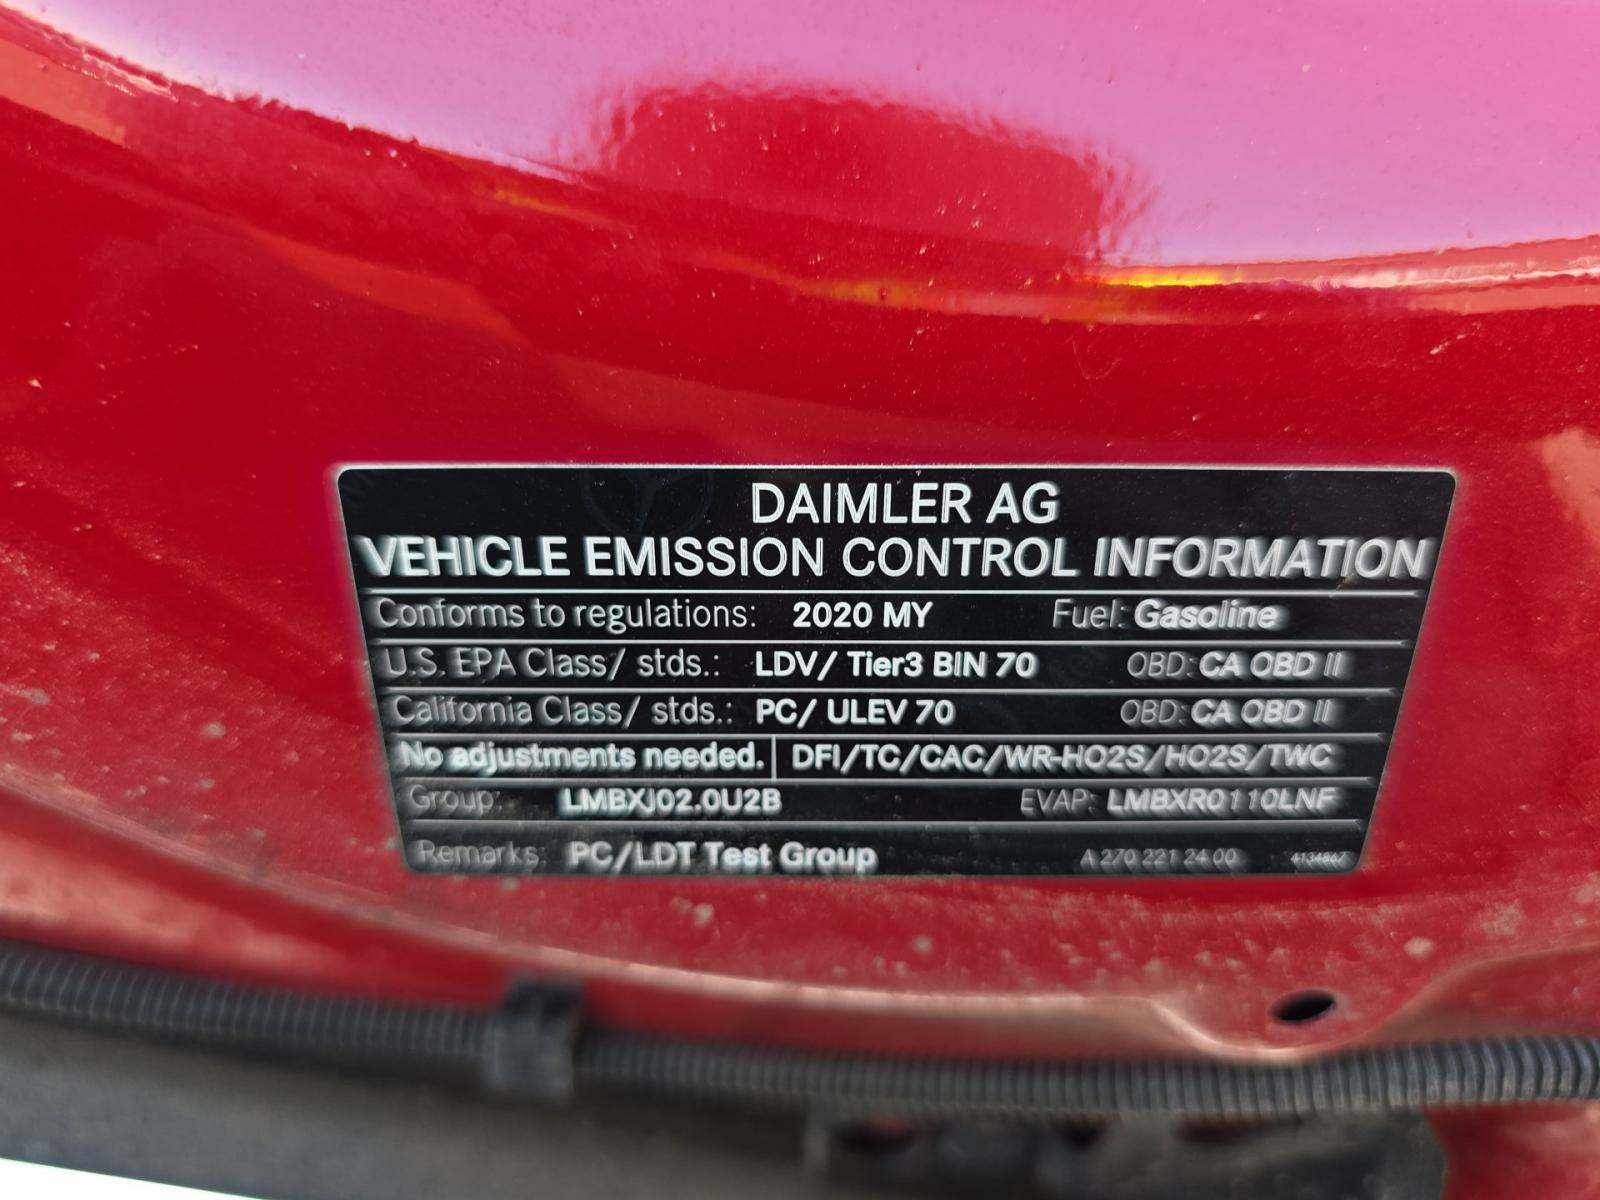 DAIMLER AG
VEHICLE EMISSION CONTROL INFORMATION
Conforms to regulations: 2020 MY Fuel: Gasoline
U.S. EPA Class/ stds.: LDV/ Tier3 BIN 70 OBD: CA OBD II
California Class/ stds.: PC/ ULEV 70 OBD: CA OBD II
No adjustments needed. DFI/TC/CAC/WR-HO2S/HO2S/TWC
Group: LMBXJ02.0U2B EVAP: LMBXR0110LNF
Remarks: PC/LDT Test Group A 270 221 24 00 4134867